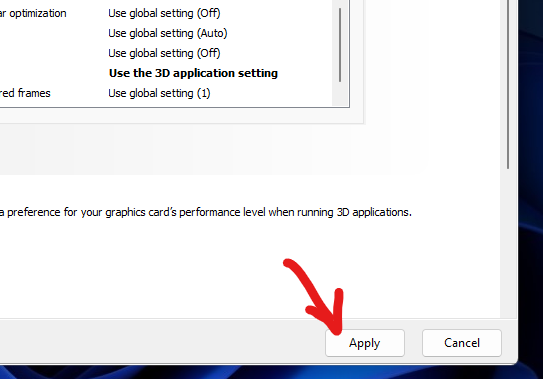 ar optimization Use global setting (Off)
Use global setting (Auto)
Use global setting (Off)
Use the 3D application setting
red frames Use global setting (1)
a preference for your graphics card's performance level when running 3D applications.
Apply Cancel